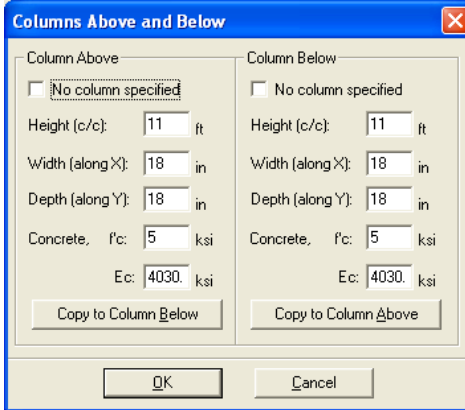 Columns Above and Below
Column Above
No column specified
Height (c/c): 11 ft
Width (along X): 18 in
Depth (along Y): 18 in
Concrete, f'c: 5 ksi
Ec: 4030. ksi
Copy to Column Below
Column Below
No column specified
Height (c/c): 11 ft
Width (along X): 18 in
Depth (along Y): 18 in
Concrete, f'c: 5 ksi
Ec: 4030. ksi
Copy to Column Above
OK
Cancel